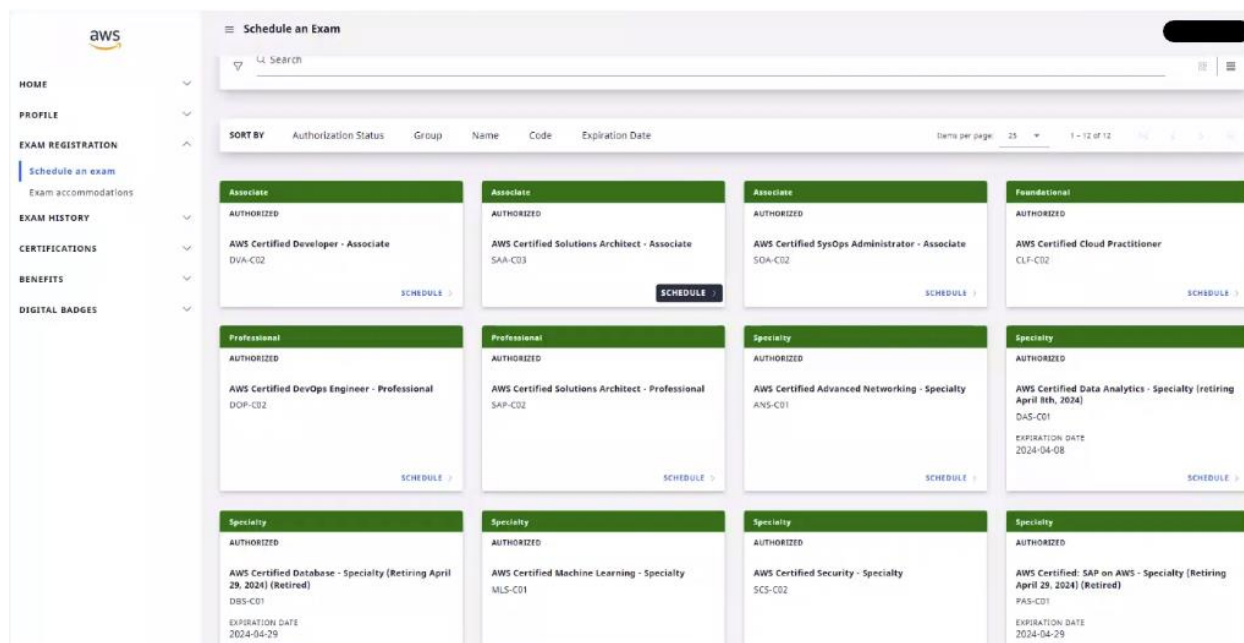 aws
Schedule an Exam
Search
HOME
PROFILE
EXAM REGISTRATION
Schedule an exam
Exam accommodations
EXAM HISTORY
CERTIFICATIONS
BENEFITS
DIGITAL BADGES
SORT BY Authorization Status Group Name Code Expiration Date Items per page: 25 1 – 12 of 12
Associate
AUTHORIZED
AWS Certified Developer - Associate
DVA-C02
SCHEDULE
Associate
AUTHORIZED
AWS Certified Solutions Architect - Associate
SAA-C03
SCHEDULE
Associate
AUTHORIZED
AWS Certified SysOps Administrator - Associate
SOA-C02
SCHEDULE
Foundational
AUTHORIZED
AWS Certified Cloud Practitioner
CLF-C02
SCHEDULE
Professional
AUTHORIZED
AWS Certified DevOps Engineer - Professional
DOP-C02
SCHEDULE
Professional
AUTHORIZED
AWS Certified Solutions Architect - Professional
SAP-C02
SCHEDULE
Specialty
AUTHORIZED
AWS Certified Advanced Networking - Specialty
ANS-C01
SCHEDULE
Specialty
AUTHORIZED
AWS Certified Data Analytics - Specialty (retiring
April 8th, 2024)
DAS-C01
EXPIRATION DATE
2024-04-08
SCHEDULE
Specialty
AUTHORIZED
AWS Certified Database - Specialty (Retiring April
29, 2024) (Retired)
DBS-C01
EXPIRATION DATE
2024-04-29
Specialty
AUTHORIZED
AWS Certified Machine Learning - Specialty
MLS-C01
Specialty
AUTHORIZED
AWS Certified Security - Specialty
SCS-C02
Specialty
AUTHORIZED
AWS Certified: SAP on AWS - Specialty (Retiring
April 29, 2024) (Retired)
PAS-C01
EXPIRATION DATE
2024-04-29